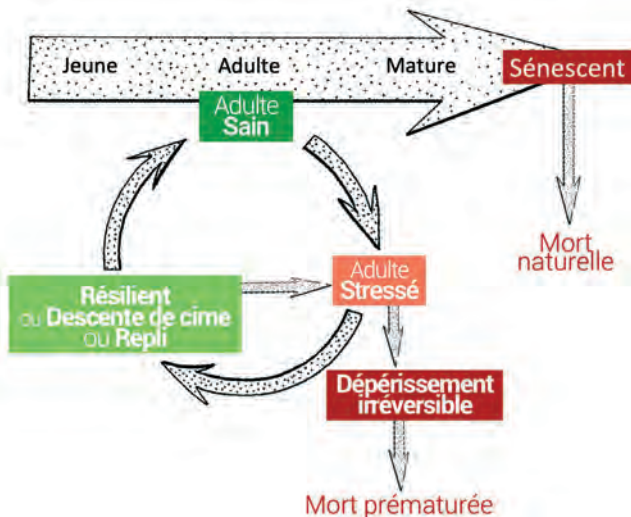 Jeune Adulte Mature Sénescent
Adulte
Sain
Mort
naturelle
Adulte
Stressé
Résilient
ou Descente de cime
ou Repli
Dépérissement
irréversible
Mort prématurée